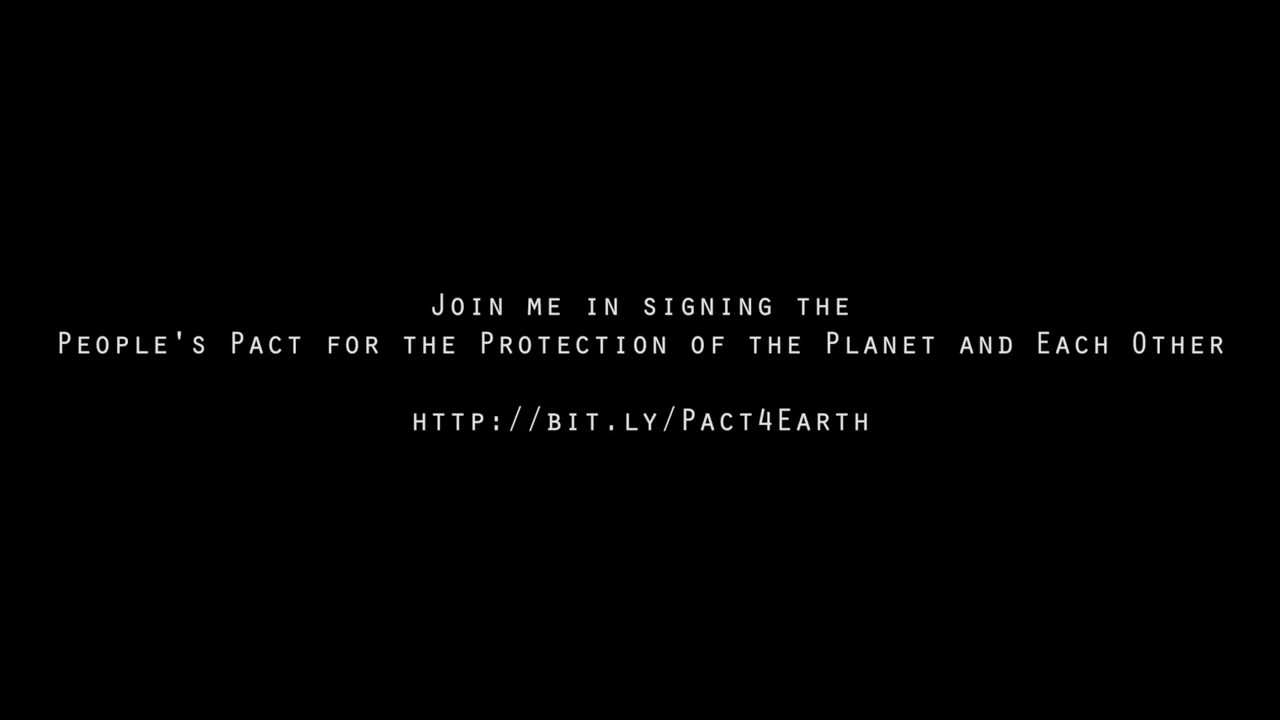 Join me in signing the
People's Pact for the Protection of the Planet and Each Other
http://bit.ly/Pact4Earth